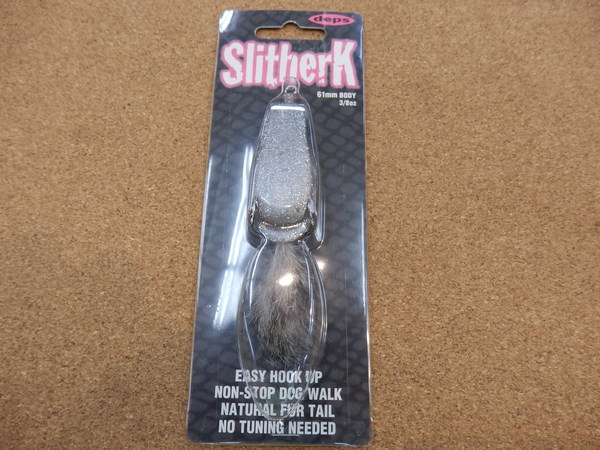 deps
SlitherK
61mm BODY
3/8oz
EASY HOOK UP
NON-STOP DOG WALK
NATURAL FUR TAIL
NO TUNING NEEDED